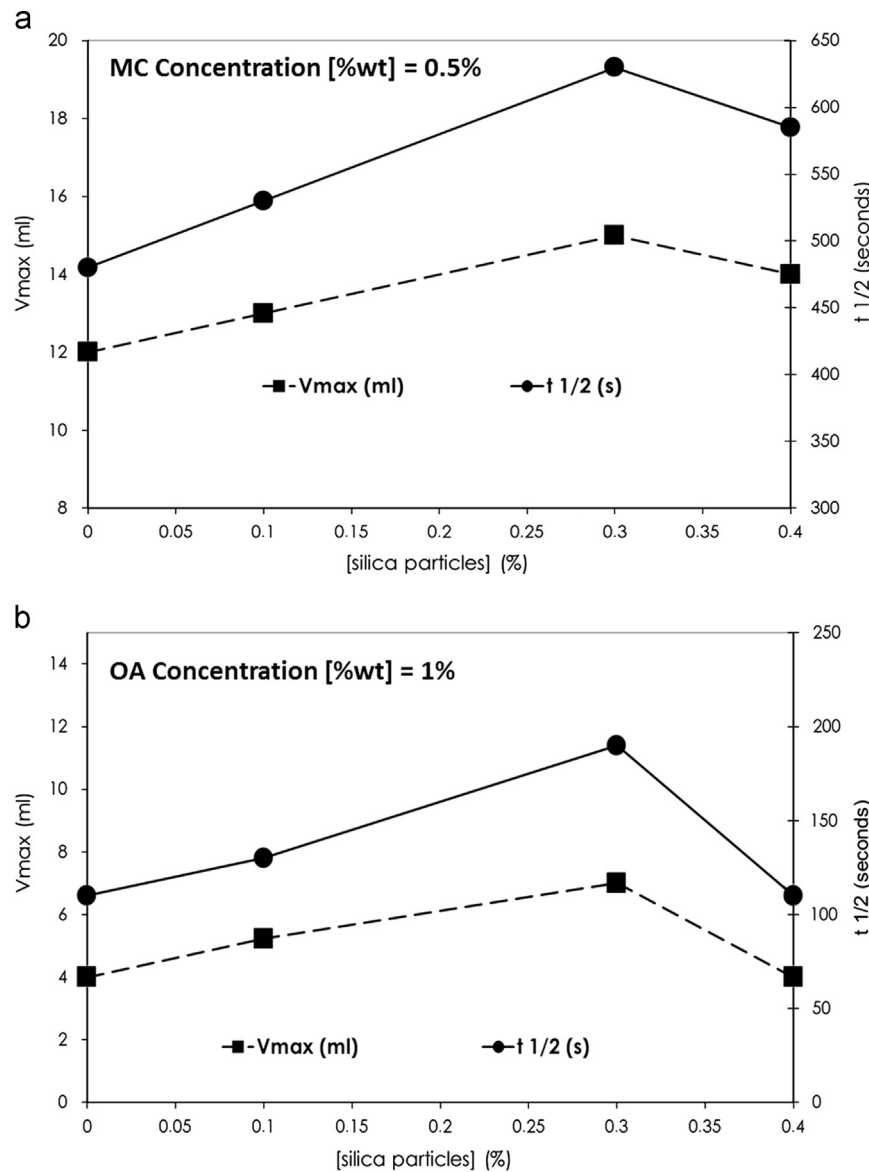 a
MC Concentration [%wt] = 0.5%
20
18
16
14
12
10
8
Vmax (ml)
650
600
550
500
450
400
350
300
t 1/2 (seconds)
-Vmax (ml)
t 1/2 (s)
0 0.05 0.1 0.15 0.2 0.25 0.3 0.35 0.4
[silica particles] (%)
b
OA Concentration [%wt] = 1%
14
12
10
8
6
4
2
0
Vmax (ml)
250
200
150
100
50
0
t 1/2 (seconds)
-Vmax (ml)
t 1/2 (s)
0 0.05 0.1 0.15 0.2 0.25 0.3 0.35 0.4
[silica particles] (%)